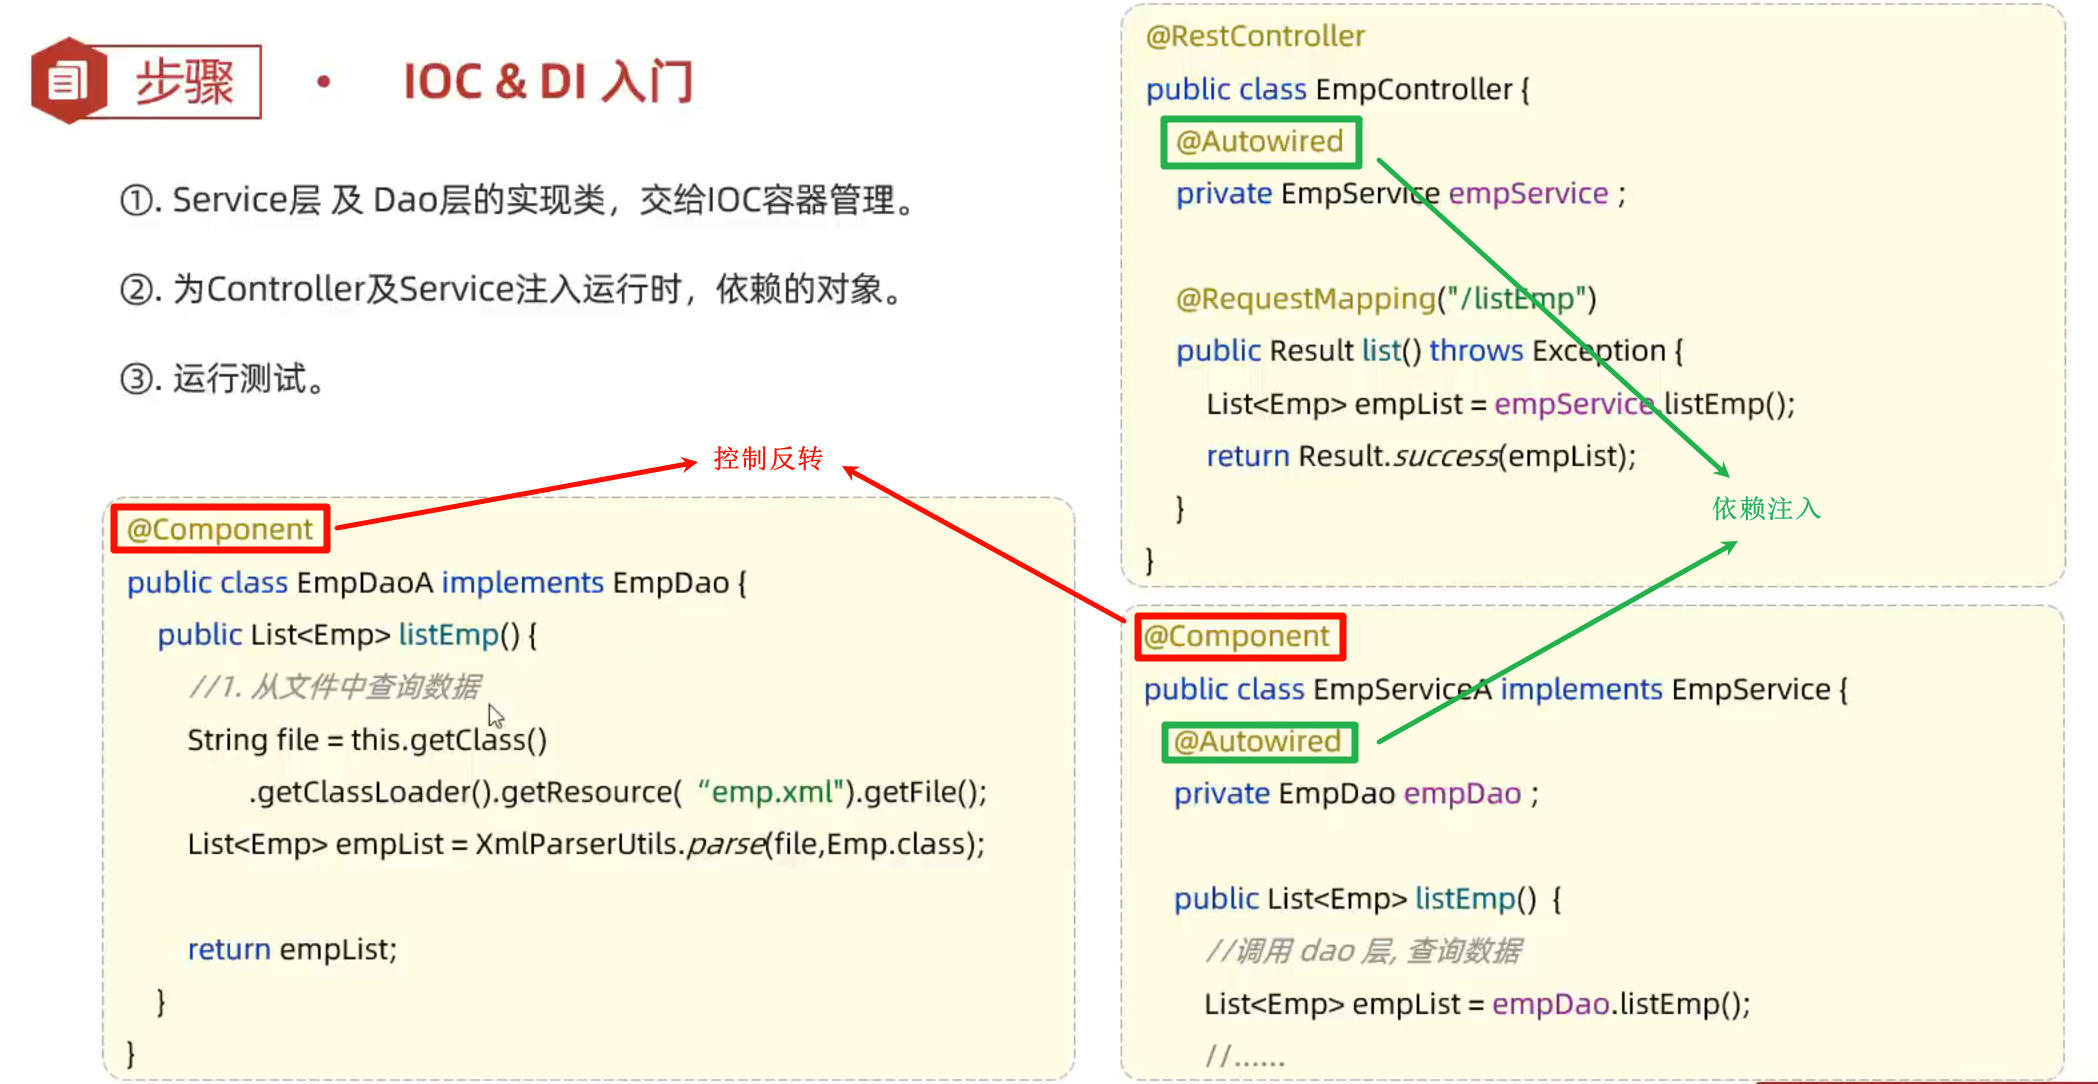 步骤
• IOC & DI 入门
①. Service层 及 Dao层的实现类，交给IOC容器管理。
②. 为Controller及Service注入运行时，依赖的对象。
③. 运行测试。
控制反转
@Component
public class EmpDaoA implements EmpDao {
public List<Emp> listEmp() {
//1. 从文件中查询数据
String file = this.getClass()
.getClassLoader().getResource( “emp.xml").getFile();
List<Emp> empList = XmlParserUtils.parse(file,Emp.class);
return empList;
}
}
@RestController
public class EmpController {
@Autowired
private EmpService empService ;
@RequestMapping("/listEmp")
public Result list() throws Exception {
List<Emp> empList = empService.listEmp();
return Result.success(empList);
}
}
依赖注入
@Component
public class EmpServiceA implements EmpService {
@Autowired
private EmpDao empDao ;
public List<Emp> listEmp() {
//调用 dao 层, 查询数据
List<Emp> empList = empDao.listEmp();
//......